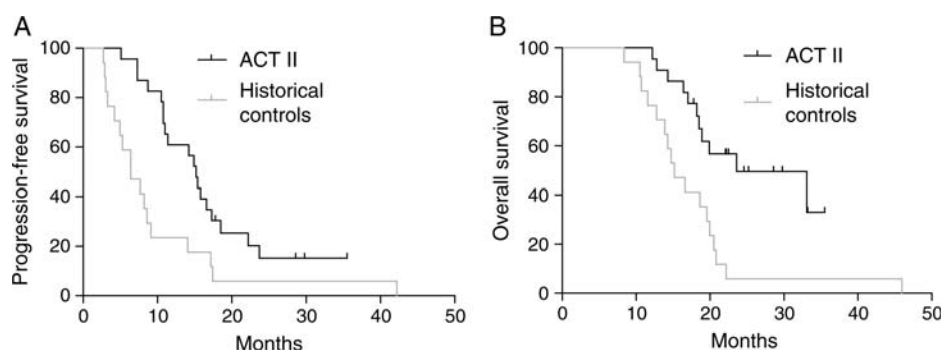 A
Progression-free survival
100
80
60
40
20
0
0 10 20 30 40 50
Months
ACT II
Historical
controls
B
Overall survival
100
80
60
40
20
0
0 10 20 30 40 50
Months
ACT II
Historical
controls